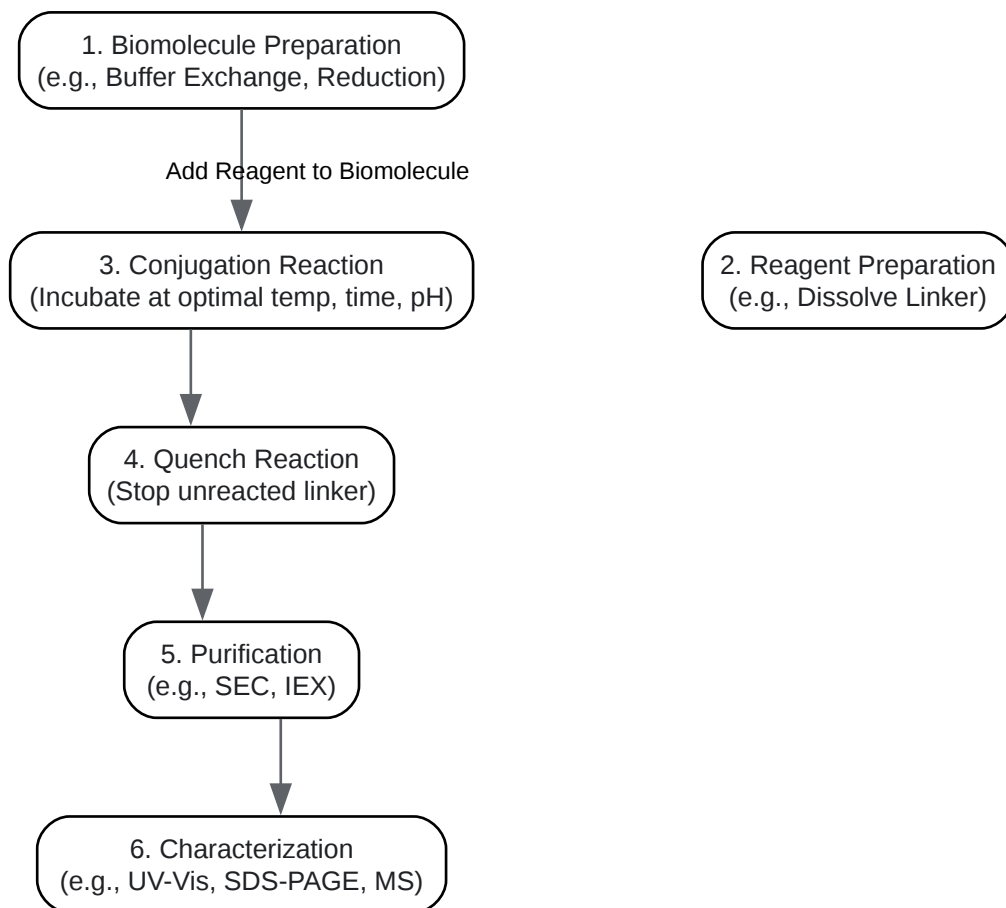 1. Biomolecule Preparation
(e.g., Buffer Exchange, Reduction)
Add Reagent to Biomolecule
3. Conjugation Reaction
(Incubate at optimal temp, time, pH)
2. Reagent Preparation
(e.g., Dissolve Linker)
4. Quench Reaction
(Stop unreacted linker)
5. Purification
(e.g., SEC, IEX)
6. Characterization
(e.g., UV-Vis, SDS-PAGE, MS)